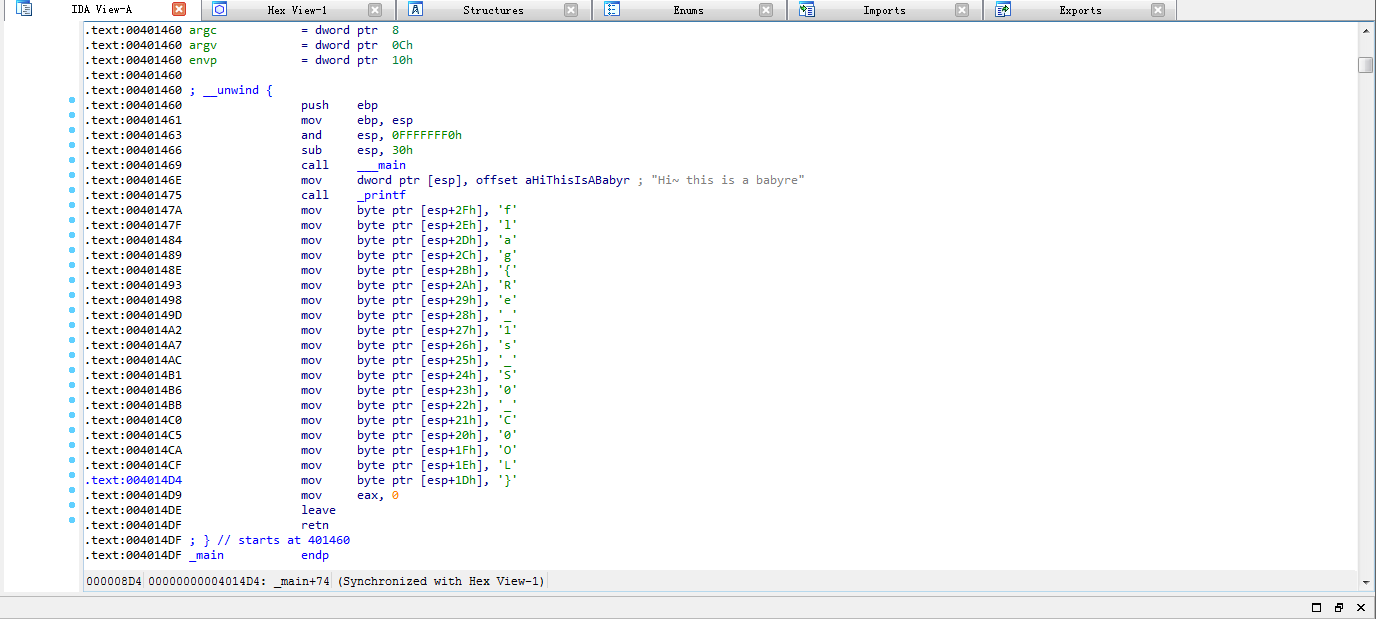 IDA View-A Hex View-1 Structures Enums Imports Exports
.text:00401460 argc = dword ptr 8
.text:00401460 argv = dword ptr 0Ch
.text:00401460 envp = dword ptr 10h
.text:00401460
.text:00401460 ; __unwind {
.text:00401460 push ebp
.text:00401461 mov ebp, esp
.text:00401463 and esp, 0FFFFFFF0h
.text:00401466 sub esp, 30h
.text:00401469 call ___main
.text:0040146E mov dword ptr [esp], offset aHiThisIsABabyr ; "Hi~ this is a babyre"
.text:00401475 call _printf
.text:0040147A mov byte ptr [esp+2Fh], 'f'
.text:0040147F mov byte ptr [esp+2Eh], 'l'
.text:00401484 mov byte ptr [esp+2Dh], 'a'
.text:00401489 mov byte ptr [esp+2Ch], 'g'
.text:0040148E mov byte ptr [esp+2Bh], '{'
.text:00401493 mov byte ptr [esp+2Ah], 'R'
.text:00401498 mov byte ptr [esp+29h], 'e'
.text:0040149D mov byte ptr [esp+28h], '_'
.text:004014A2 mov byte ptr [esp+27h], '1'
.text:004014A7 mov byte ptr [esp+26h], 's'
.text:004014AC mov byte ptr [esp+25h], '_'
.text:004014B1 mov byte ptr [esp+24h], 'S'
.text:004014B6 mov byte ptr [esp+23h], '0'
.text:004014BB mov byte ptr [esp+22h], '_'
.text:004014C0 mov byte ptr [esp+21h], 'C'
.text:004014C5 mov byte ptr [esp+20h], '0'
.text:004014CA mov byte ptr [esp+1Fh], 'O'
.text:004014CF mov byte ptr [esp+1Eh], 'L'
.text:004014D4 mov byte ptr [esp+1Dh], '}'
.text:004014D9 mov eax, 0
.text:004014DE leave
.text:004014DF retn
.text:004014DF ; } // starts at 401460
.text:004014DF _main endp
000008D4 00000000004014D4: _main+74 (Synchronized with Hex View-1)